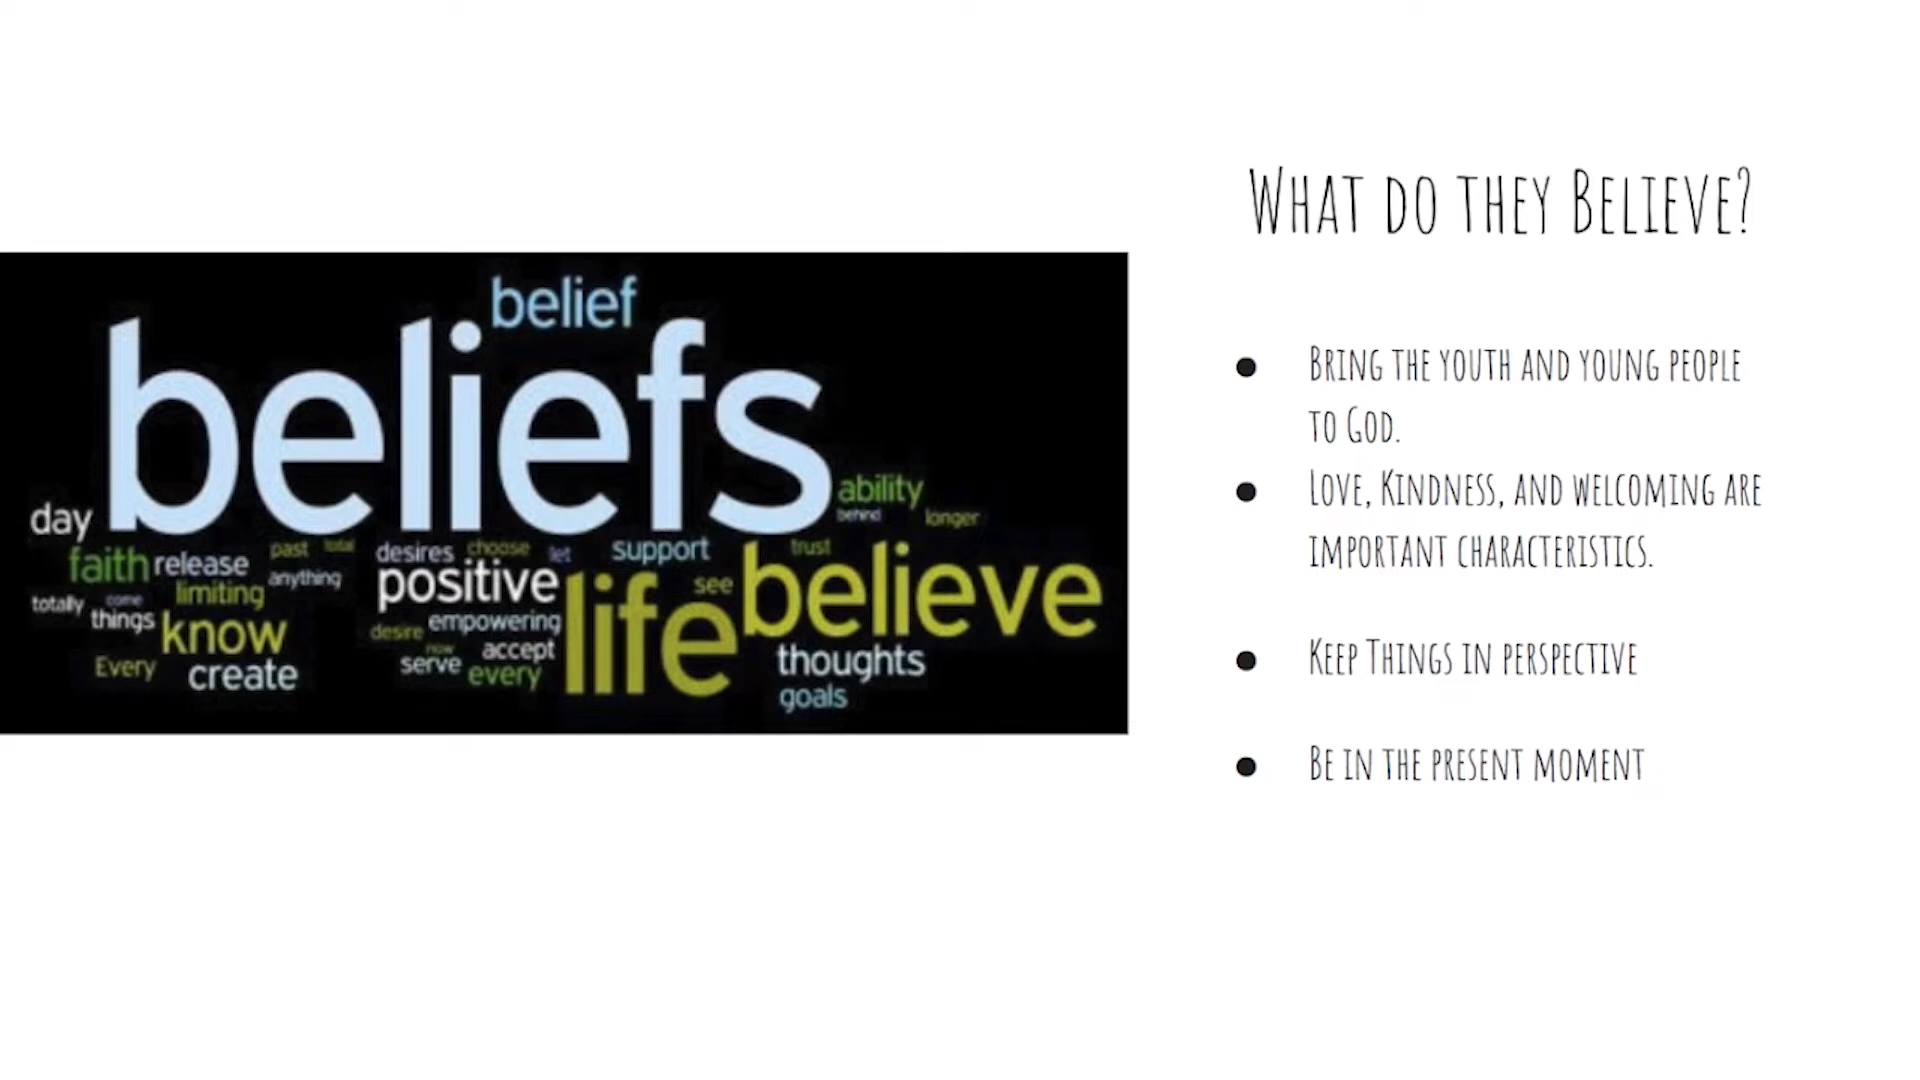 What do they Believe?
belief
beliefs
ability
behind
longer
day
faith release past total
desires choose let support trust
limiting anything
positive life see believe
totally come
things know
desire empowering
now accept
thoughts
Every create
serve every
goals
● Bring the youth and young people
to God.
● Love, Kindness, and welcoming are
important characteristics.
● Keep Things in perspective
● Be in the present moment